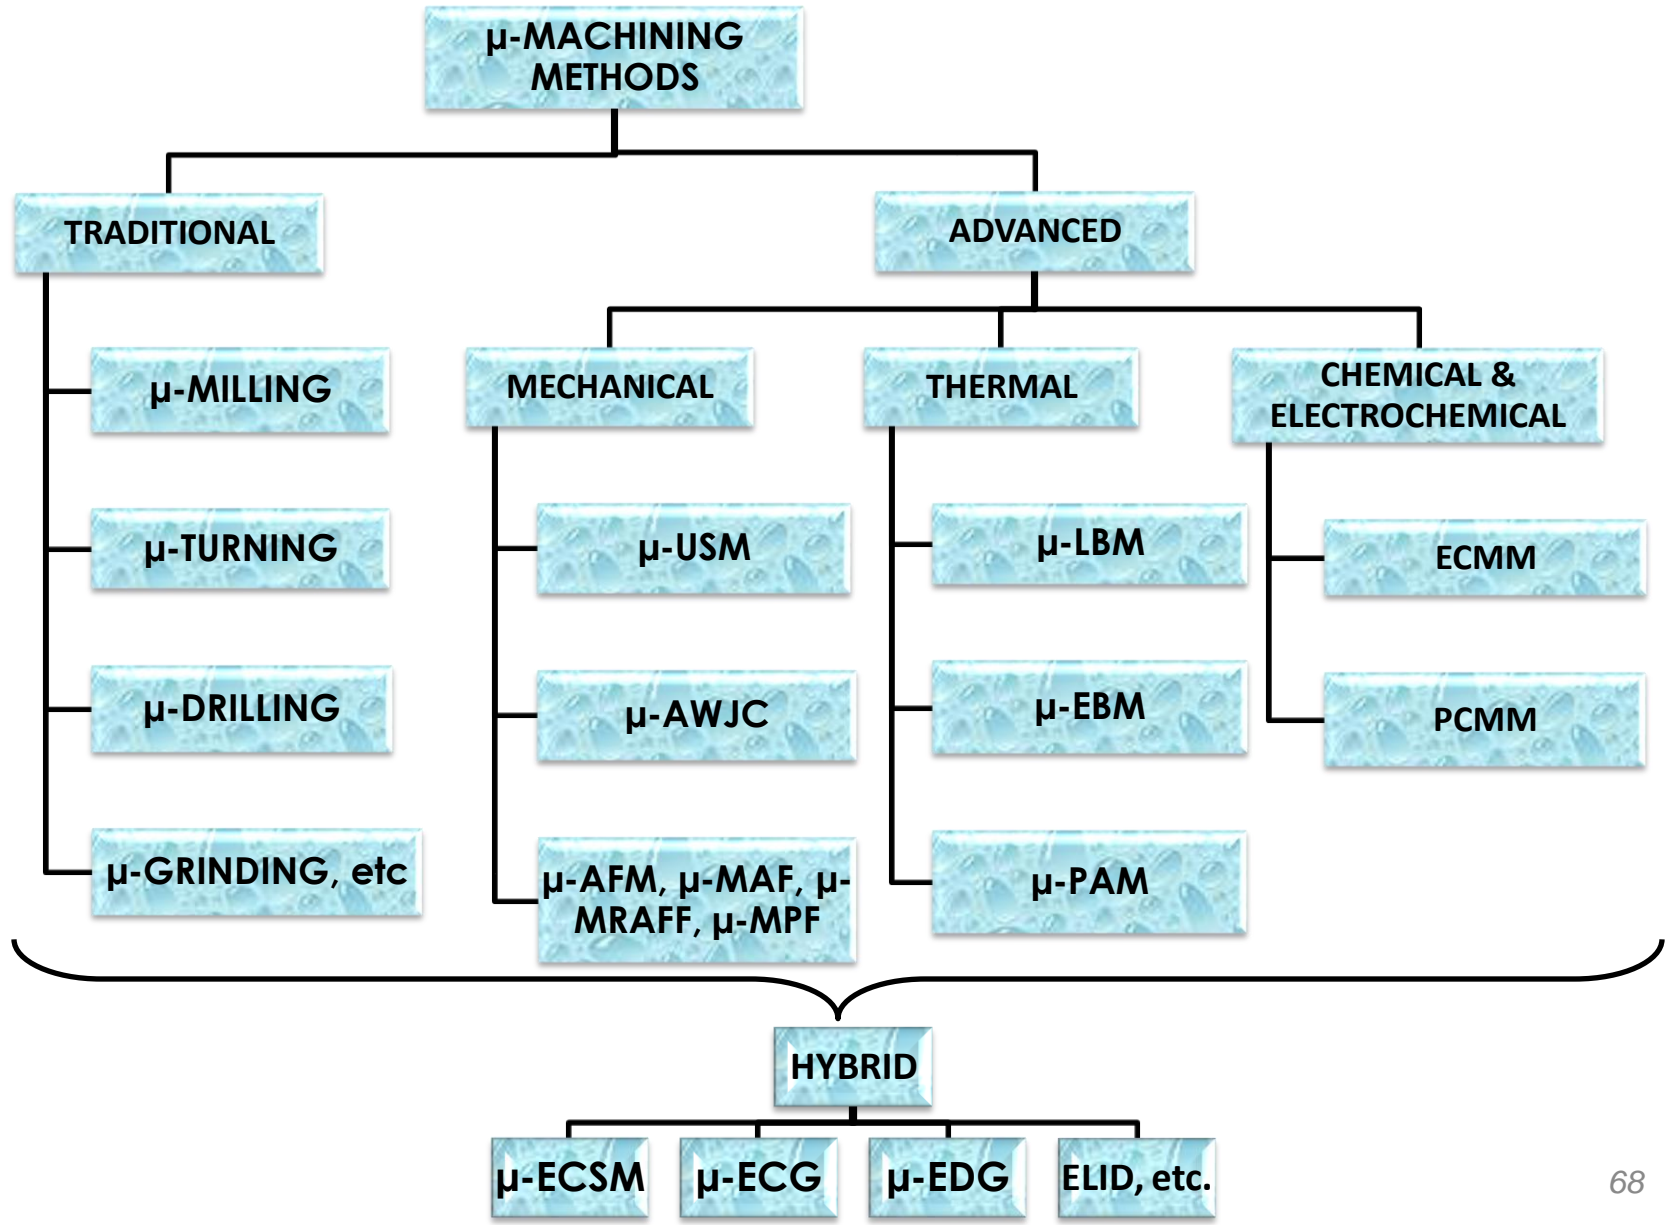 µ-MACHINING
METHODS
TRADITIONAL
ADVANCED
µ-MILLING
µ-TURNING
µ-DRILLING
µ-GRINDING, etc
MECHANICAL
µ-USM
µ-AWJC
µ-AFM, µ-MAF, µ-
MRAFF, µ-MPF
THERMAL
µ-LBM
µ-EBM
µ-PAM
CHEMICAL &
ELECTROCHEMICAL
ECMM
PCMM
HYBRID
µ-ECSM
µ-ECG
µ-EDG
ELID, etc.
68